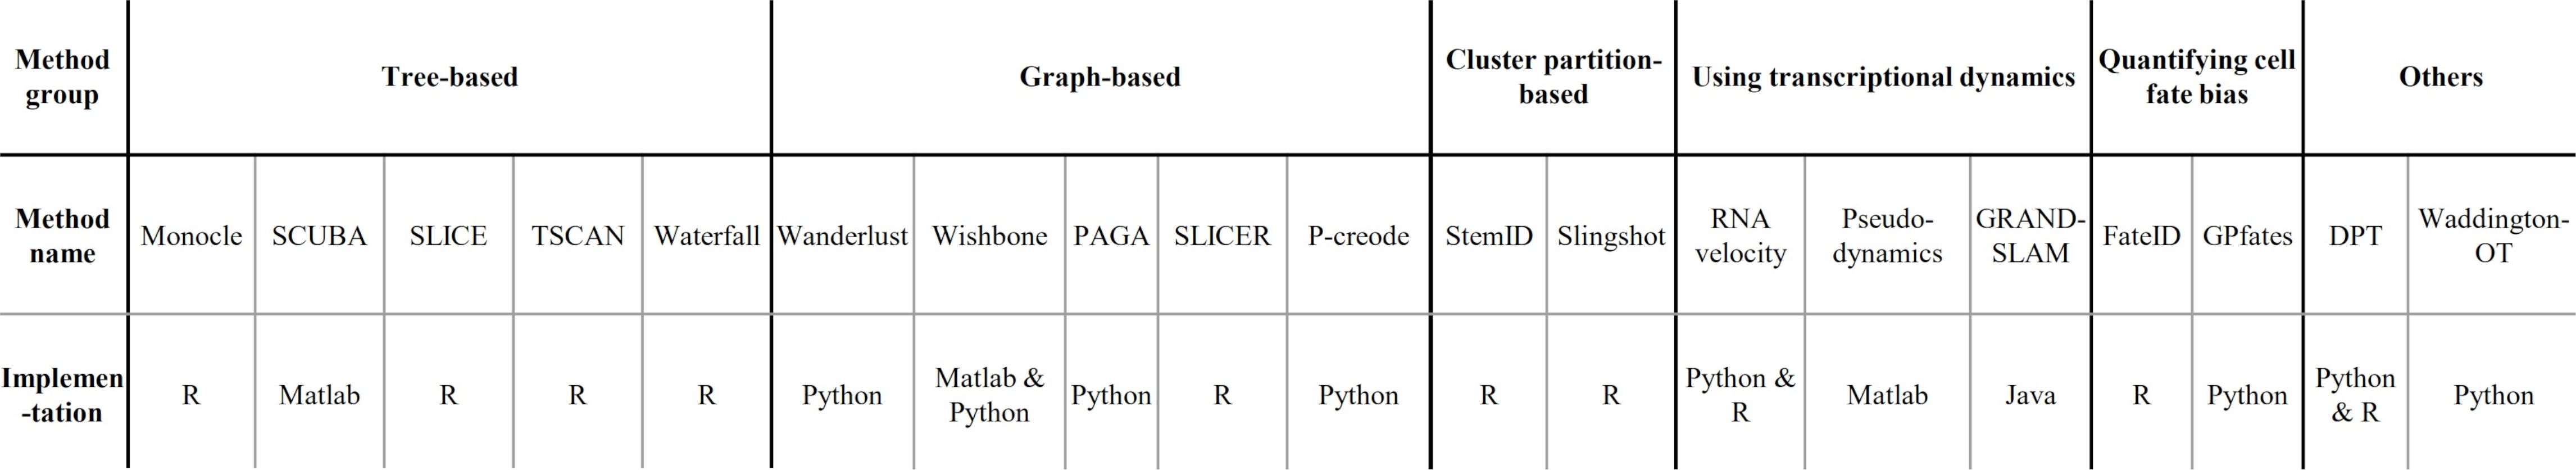 Method
group
Tree-based
Graph-based
Cluster partition-
based
Using transcriptional dynamics
Quantifying cell
fate bias
Others
Method
name
Monocle
SCUBA
SLICE
TSCAN
Waterfall
Wanderlust
Wishbone
PAGA
SLICER
P-creode
StemID
Slingshot
RNA
velocity
Pseudo-
dynamics
GRAND-
SLAM
FateID
GPfates
DPT
Waddington-
OT
Implemen
-tation
R
Matlab
R
R
R
Python
Matlab &
Python
Python
R
Python
R
R
Python &
R
Matlab
Java
R
Python
Python
& R
Python